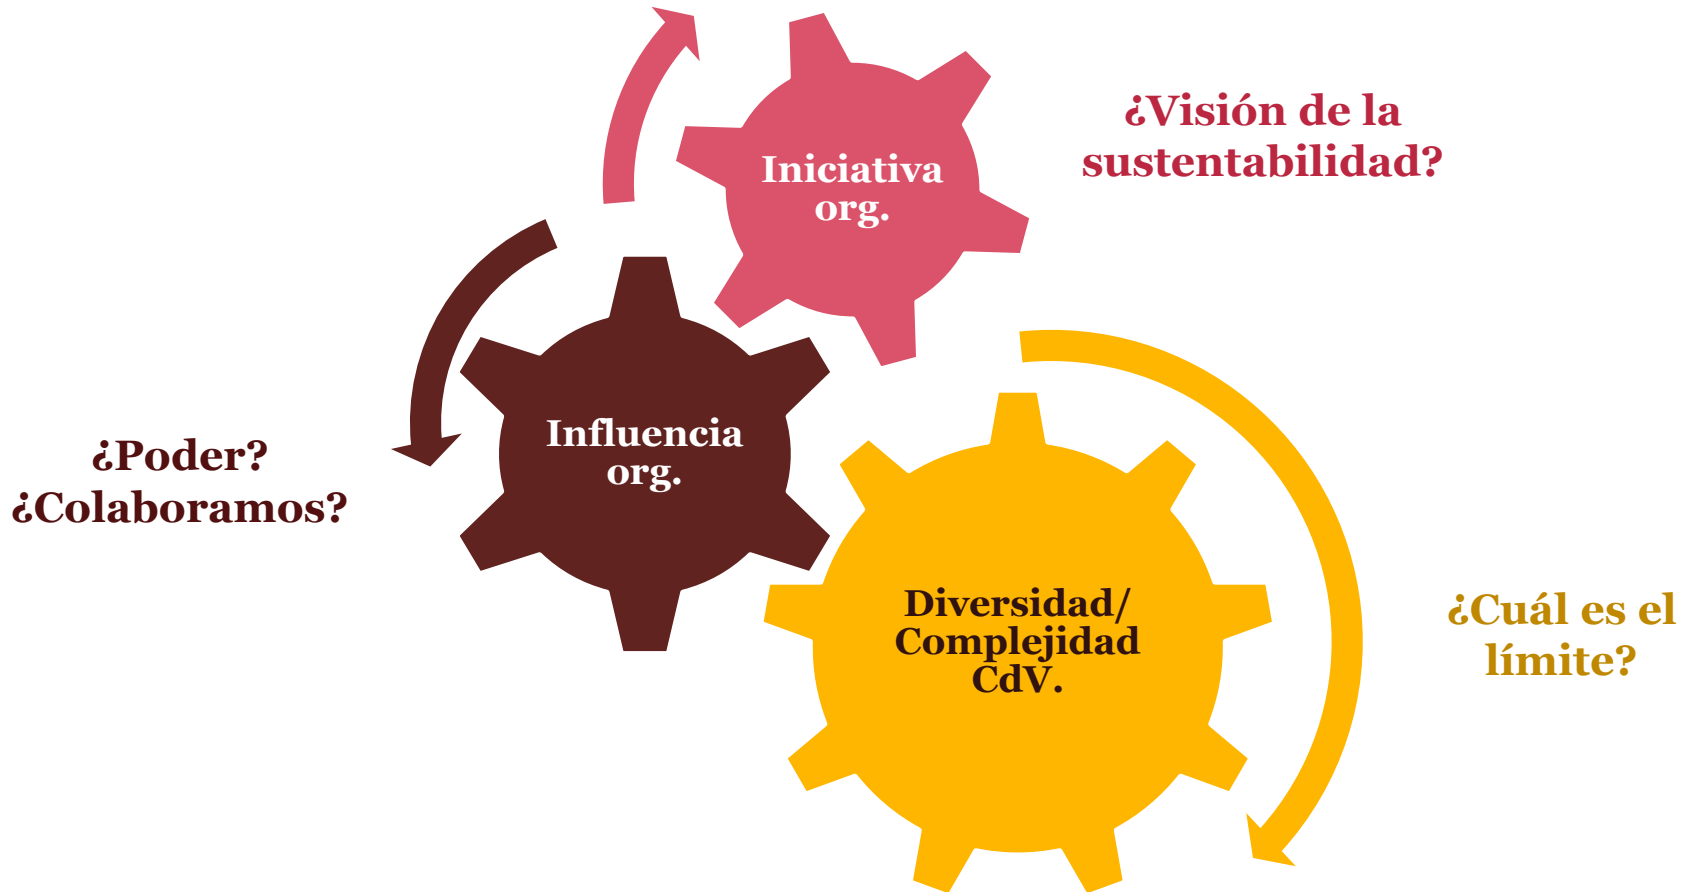 ¿Visión de la
sustentabilidad?
Iniciativa
org.
Influencia
org.
¿Poder?
¿Colaboramos?
Diversidad/
Complejidad
CdV.
¿Cuál es el
límite?